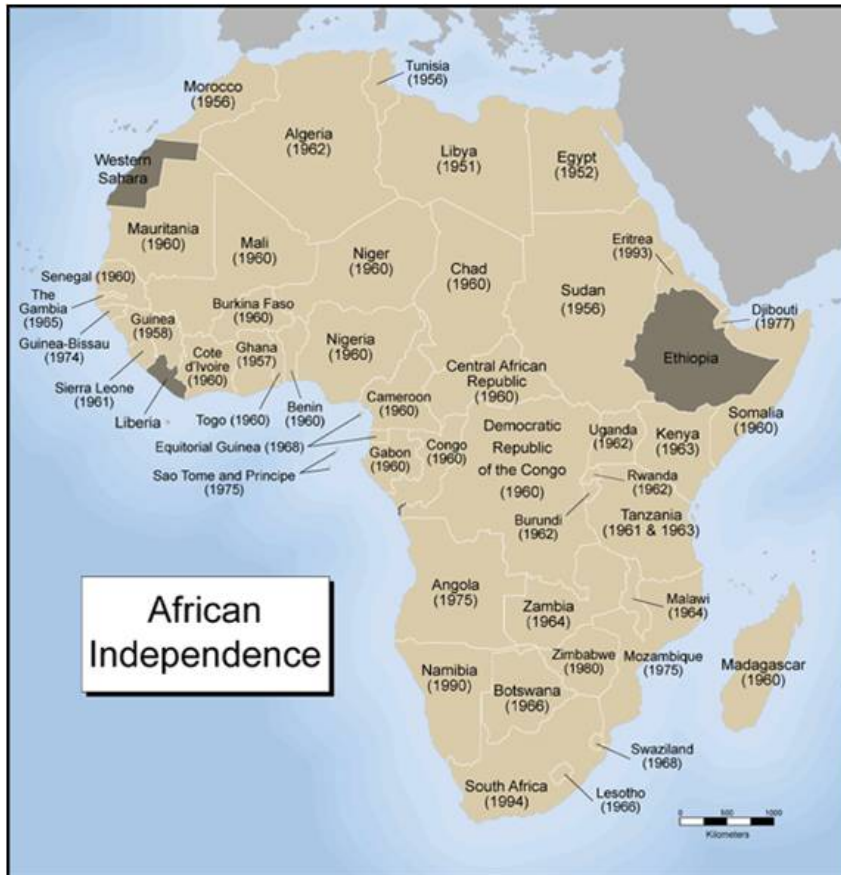 Tunisia
(1956)
Morocco
(1956)
Algeria
(1962)
Libya
(1951)
Egypt
(1952)
Western
Sahara
Mauritania
(1960)
Mali
(1960)
Niger
(1960)
Chad
(1960)
Sudan
(1956)
Eritrea
(1993)
Senegal (1960)
The
Gambia
(1965)
Guinea-Bissau
(1974)
Guinea
(1958)
Burkina Faso
(1960)
Djibouti
(1977)
Ethiopia
Sierra Leone
(1961)
Liberia
Cote
d'Ivoire
(1960)
Ghana
(1957)
Togo (1960)
Benin
(1960)
Nigeria
(1960)
Central African
Republic
(1960)
Cameroon
(1960)
Somalia
(1960)
Equitorial Guinea (1968)
Sao Tome and Principe
(1975)
Gabon
(1960)
Congo
(1960)
Democratic
Republic
of the Congo
(1960)
Uganda
(1962)
Kenya
(1963)
Rwanda
(1962)
Burundi
(1962)
Tanzania
(1961 & 1963)
Angola
(1975)
Zambia
(1964)
Malawi
(1964)
African
Independence
Namibia
(1990)
Botswana
(1966)
Zimbabwe
(1980)
Mozambique
(1975)
Madagascar
(1960)
Swaziland
(1968)
South Africa
(1994)
Lesotho
(1966)
0 500 1000
Kilometers